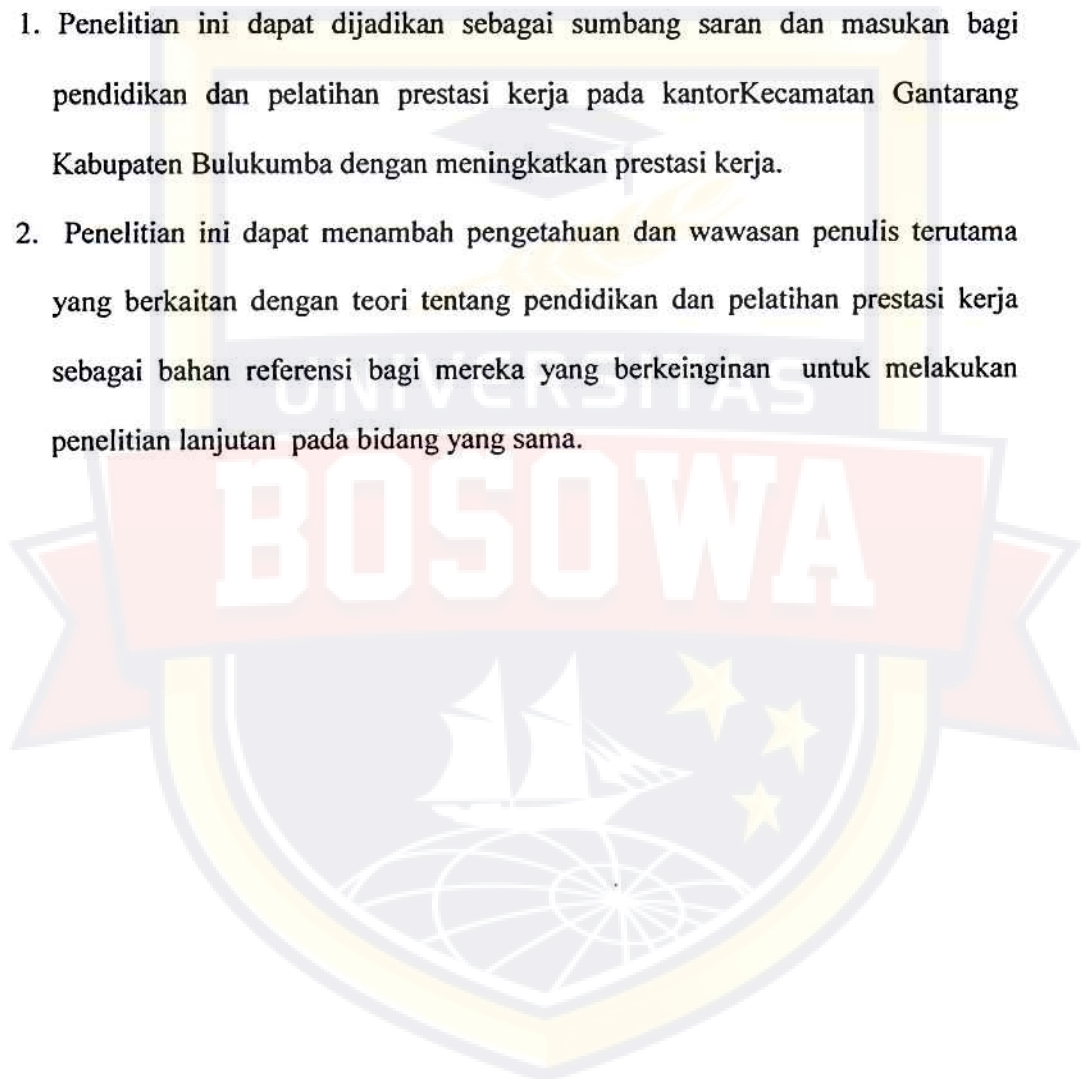 1. Penelitian ini dapat dijadikan sebagai sumbang saran dan masukan bagi
pendidikan dan pelatihan prestasi kerja pada kantorKecamatan Gantarang
Kabupaten Bulukumba dengan meningkatkan prestasi kerja.
2. Penelitian ini dapat menambah pengetahuan dan wawasan penulis terutama
yang berkaitan dengan teori tentang pendidikan dan pelatihan prestasi kerja
sebagai bahan referensi bagi mereka yang berkeinginan untuk melakukan
UNIVERSITAS
penelitian lanjutan pada bidang yang sama.
BOSOWA